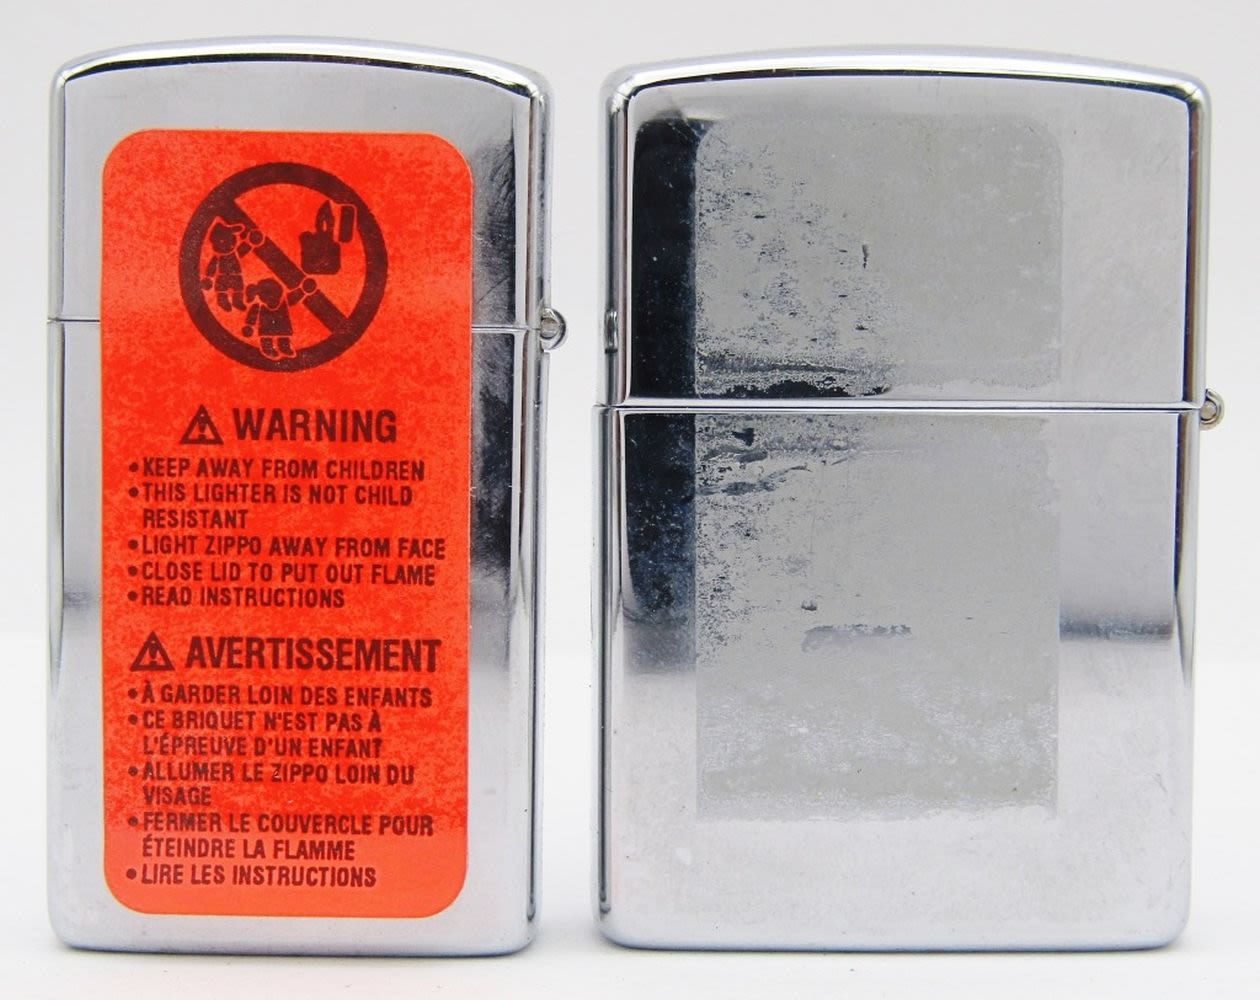 WARNING
•KEEP AWAY FROM CHILDREN
•THIS LIGHTER IS NOT CHILD
RESISTANT
•LIGHT ZIPPO AWAY FROM FACE
•CLOSE LID TO PUT OUT FLAME
•READ INSTRUCTIONS
AVERTISSEMENT
•À GARDER LOIN DES ENFANTS
•CE BRIQUET N'EST PAS À
L'ÉPREUVE D'UN ENFANT
•ALLUMER LE ZIPPO LOIN DU
VISAGE
•FERMER LE COUVERCLE POUR
ÉTEINDRE LA FLAMME
•LIRE LES INSTRUCTIONS